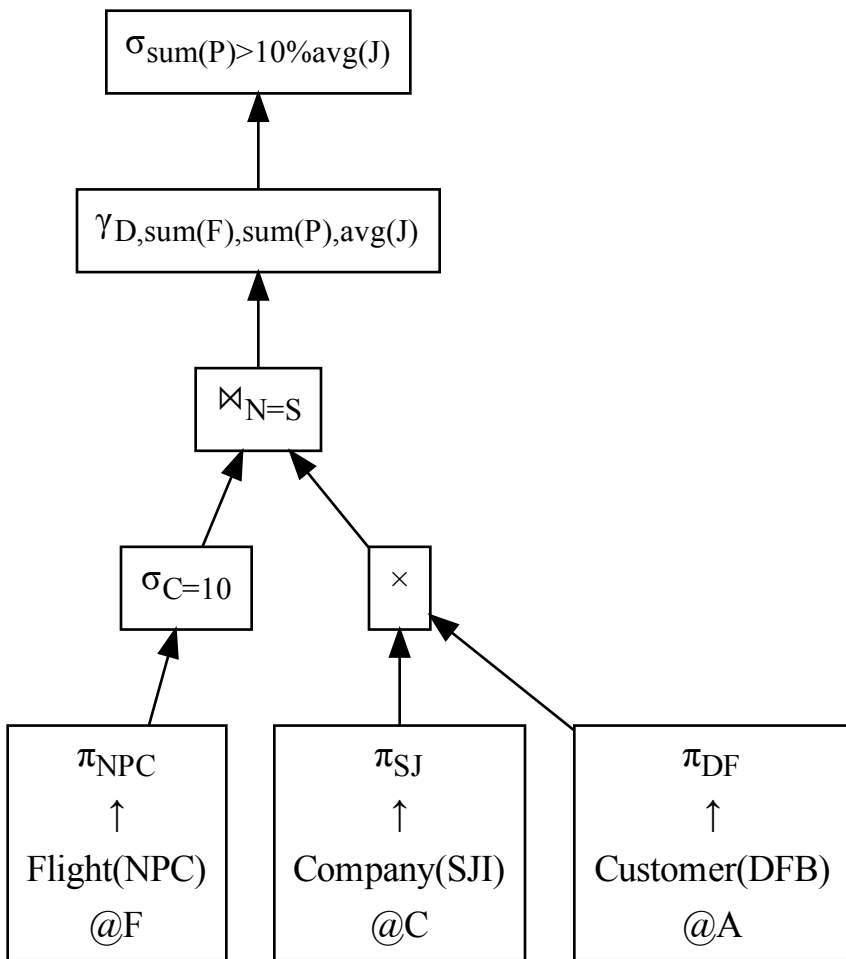 σsum(P)>10%avg(J)
γD,sum(F),sum(P),avg(J)
⋈N=S
σC=10
×
πNPC
↑
Flight(NPC)
@F
πSJ
↑
Company(SJI)
@C
πDF
↑
Customer(DFB)
@A